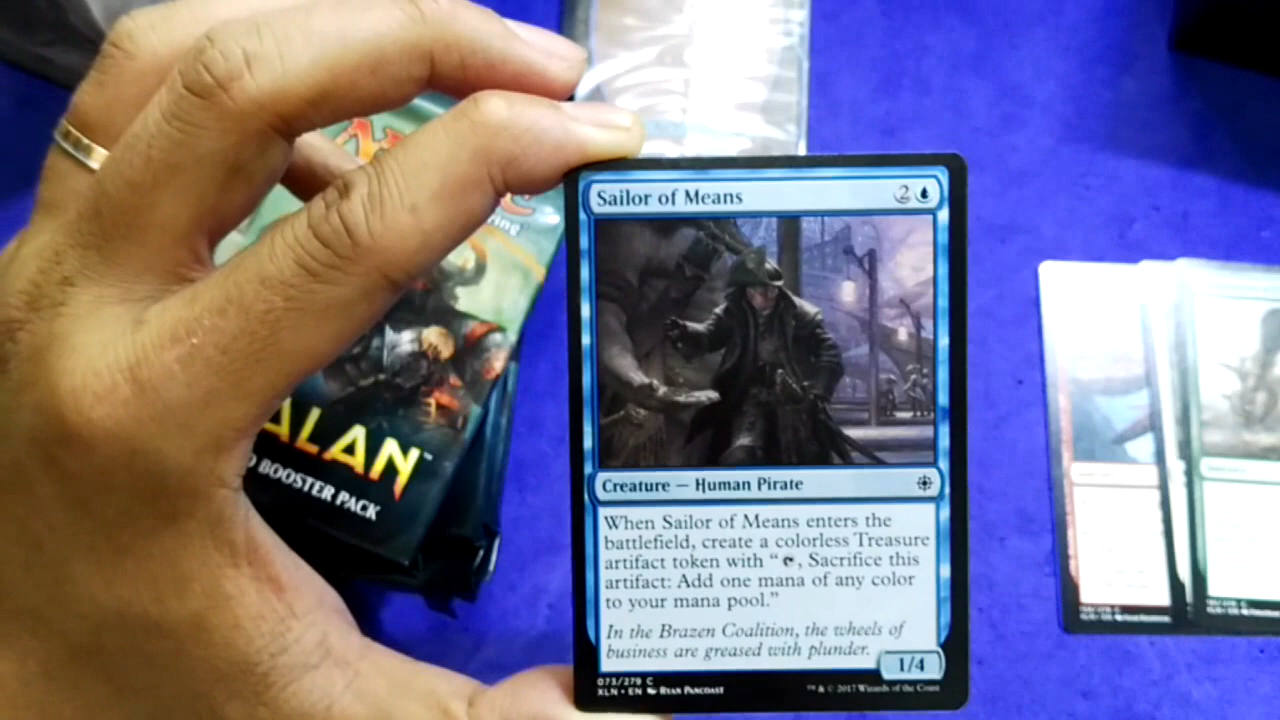 Sailor of Means 2
Creature — Human Pirate
When Sailor of Means enters the
battlefield, create a colorless Treasure
artifact token with “ , Sacrifice this
artifact: Add one mana of any color
to your mana pool.”
In the Brazen Coalition, the wheels of
business are greased with plunder.
1/4
073/279 C
XLN • EN Ryan Pancoast
™ & © 2017 Wizards of the Coast
ALAN™
BOOSTER PACK